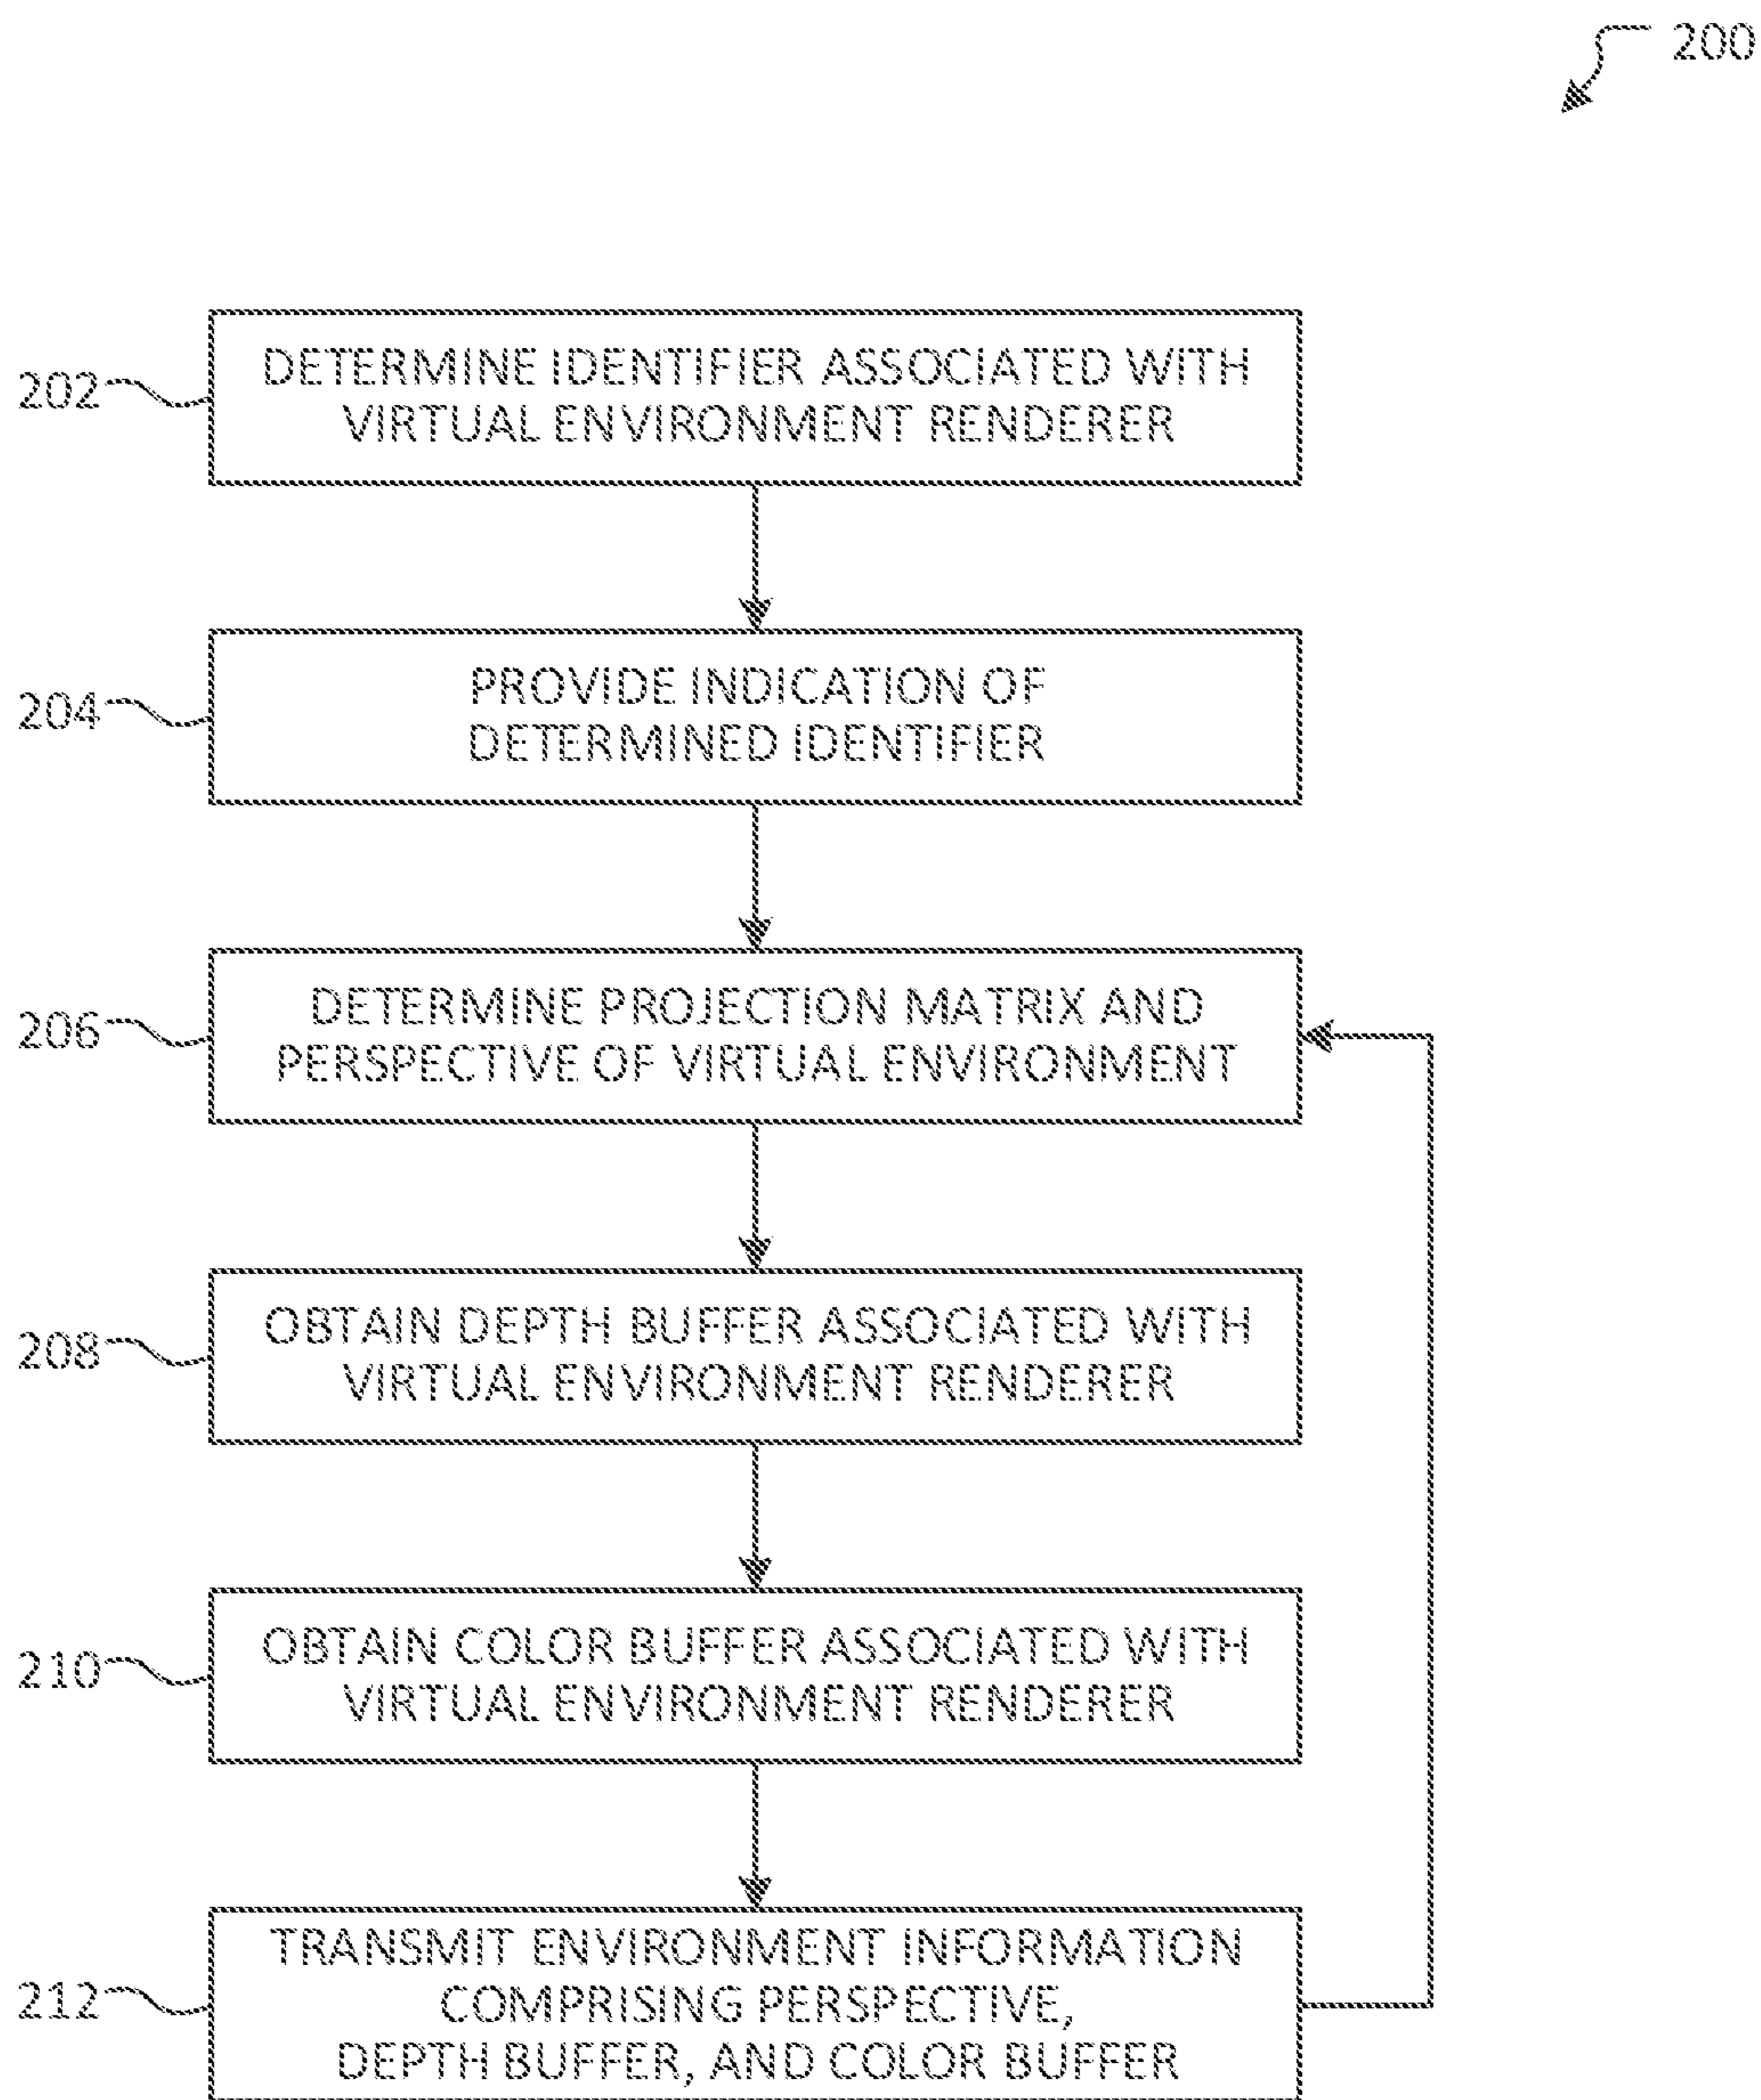 200
202
DETERMINE IDENTIFIER ASSOCIATED WITH
VIRTUAL ENVIRONMENT RENDERER
204
PROVIDE INDICATION OF
DETERMINED IDENTIFIER
206
DETERMINE PROJECTION MATRIX AND
PERSPECTIVE OF VIRTUAL ENVIRONMENT
208
OBTAIN DEPTH BUFFER ASSOCIATED WITH
VIRTUAL ENVIRONMENT RENDERER
210
OBTAIN COLOR BUFFER ASSOCIATED WITH
VIRTUAL ENVIRONMENT RENDERER
212
TRANSMIT ENVIRONMENT INFORMATION
COMPRISING PERSPECTIVE,
DEPTH BUFFER, AND COLOR BUFFER